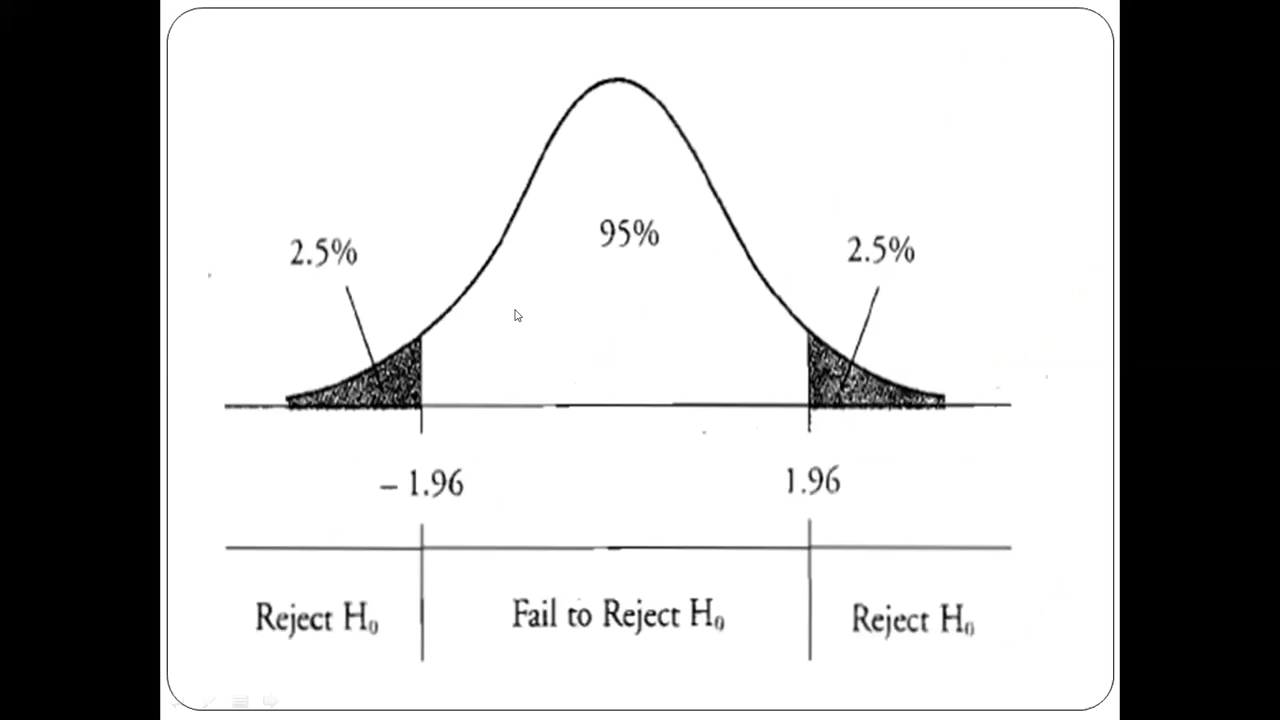 95%
2.5%
2.5%
– 1.96
1.96
Reject H₀
Fail to Reject H₀
Reject H₀